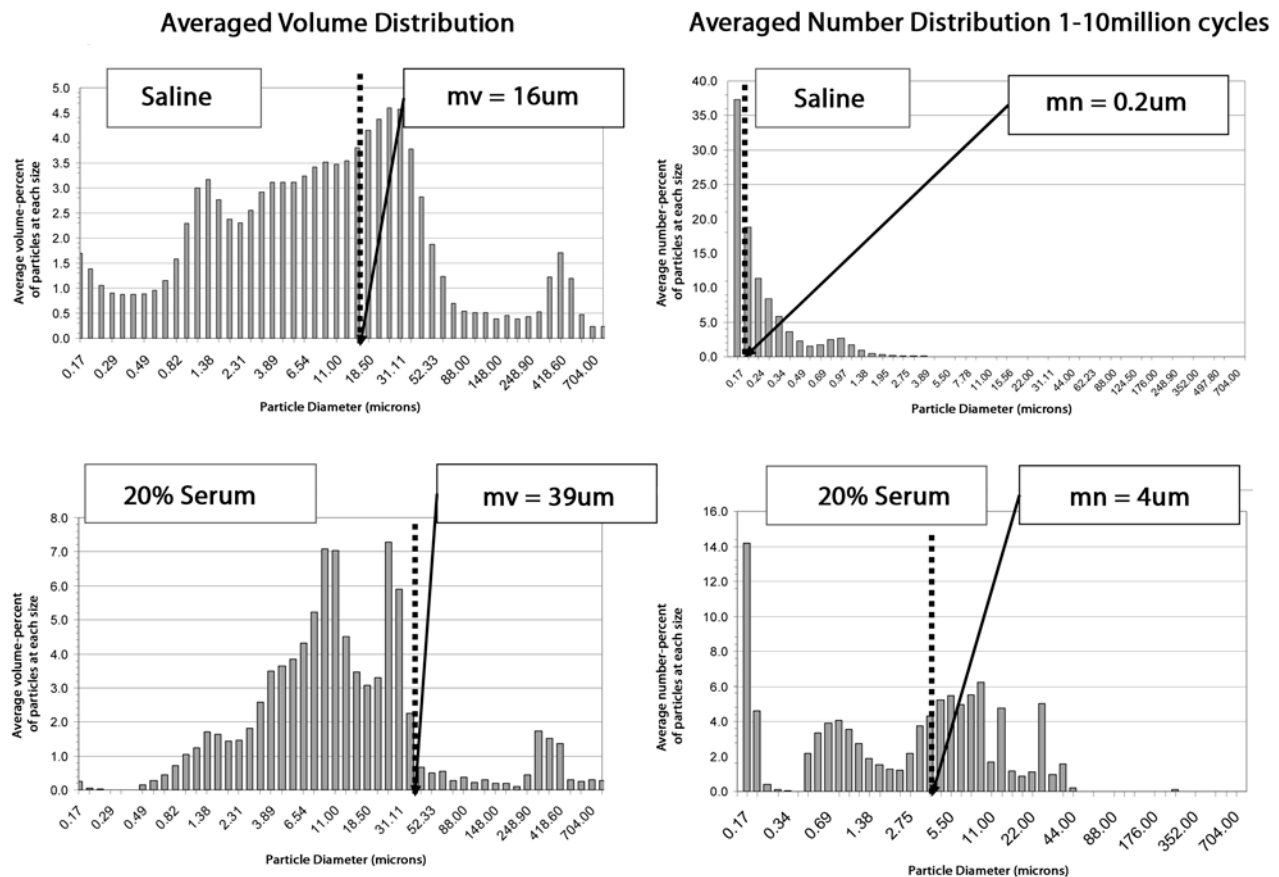 Averaged Volume Distribution
Averaged Number Distribution 1-10million cycles
Saline
mv = 16um
5.0
4.5
4.0
3.5
3.0
2.5
2.0
1.5
1.0
0.5
0.0
Average volume-percent
of particles at each size
0.17 0.29 0.49 0.82 1.38 2.31 3.89 6.54 11.00 18.50 31.11 52.33 88.00 148.00 248.90 418.60 704.00
Particle Diameter (microns)
Saline
mn = 0.2um
40.0
35.0
30.0
25.0
20.0
15.0
10.0
5.0
0.0
Average number-percent
of particles at each size
0.17 0.24 0.34 0.49 0.69 0.97 1.38 1.95 2.75 3.89 5.50 7.78 11.00 15.56 22.00 31.11 44.00 62.23 88.00 124.50 176.00 248.90 352.00 497.80 704.00
Particle Diameter (microns)
20% Serum
mv = 39um
8.0
7.0
6.0
5.0
4.0
3.0
2.0
1.0
0.0
Average volume-percent
of particles at each size
0.17 0.29 0.49 0.82 1.38 2.31 3.89 6.54 11.00 18.50 31.11 52.33 88.00 148.00 248.90 418.60 704.00
Particle Diameter (microns)
20% Serum
mn = 4um
16.0
14.0
12.0
10.0
8.0
6.0
4.0
2.0
0.0
Average number-percent
of particles at each size
0.17 0.34 0.69 1.38 2.75 5.50 11.00 22.00 44.00 88.00 176.00 352.00 704.00
Particle Diameter (microns)